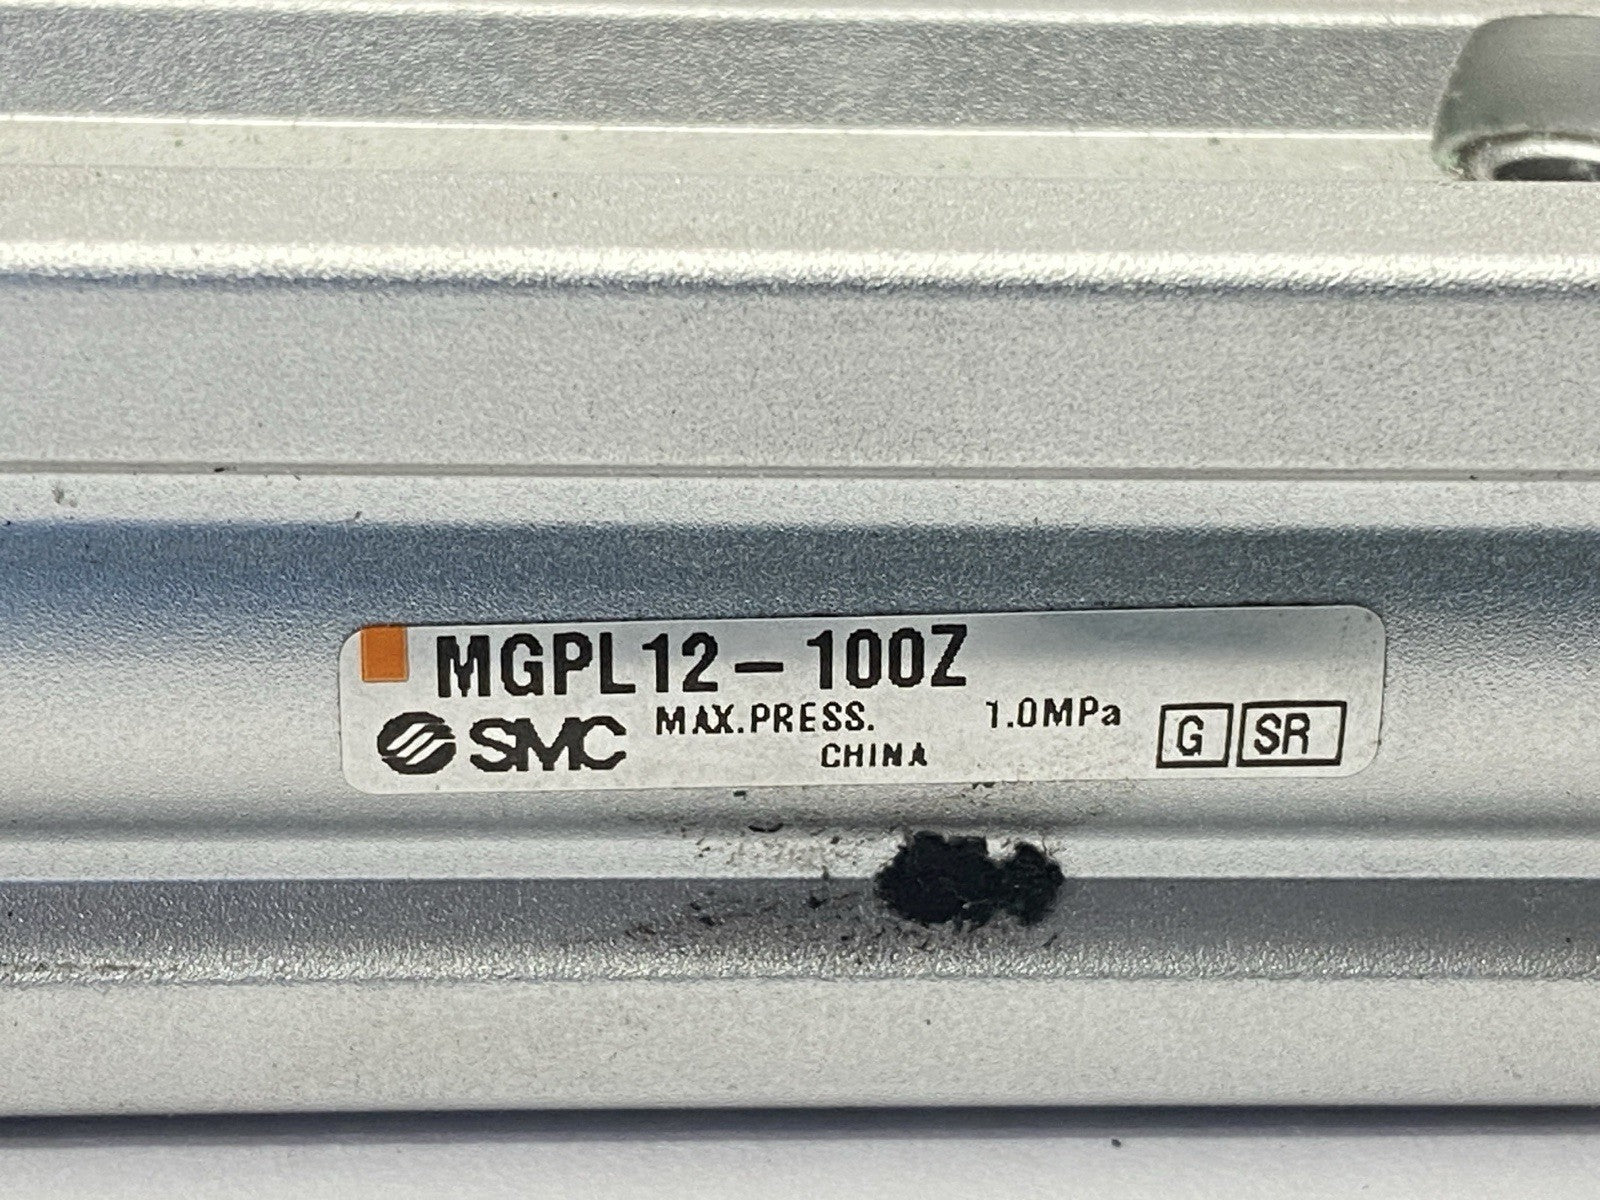 MGPL12-100Z
SMC MAX.PRESS. 1.0MPa
CHINA
G SR